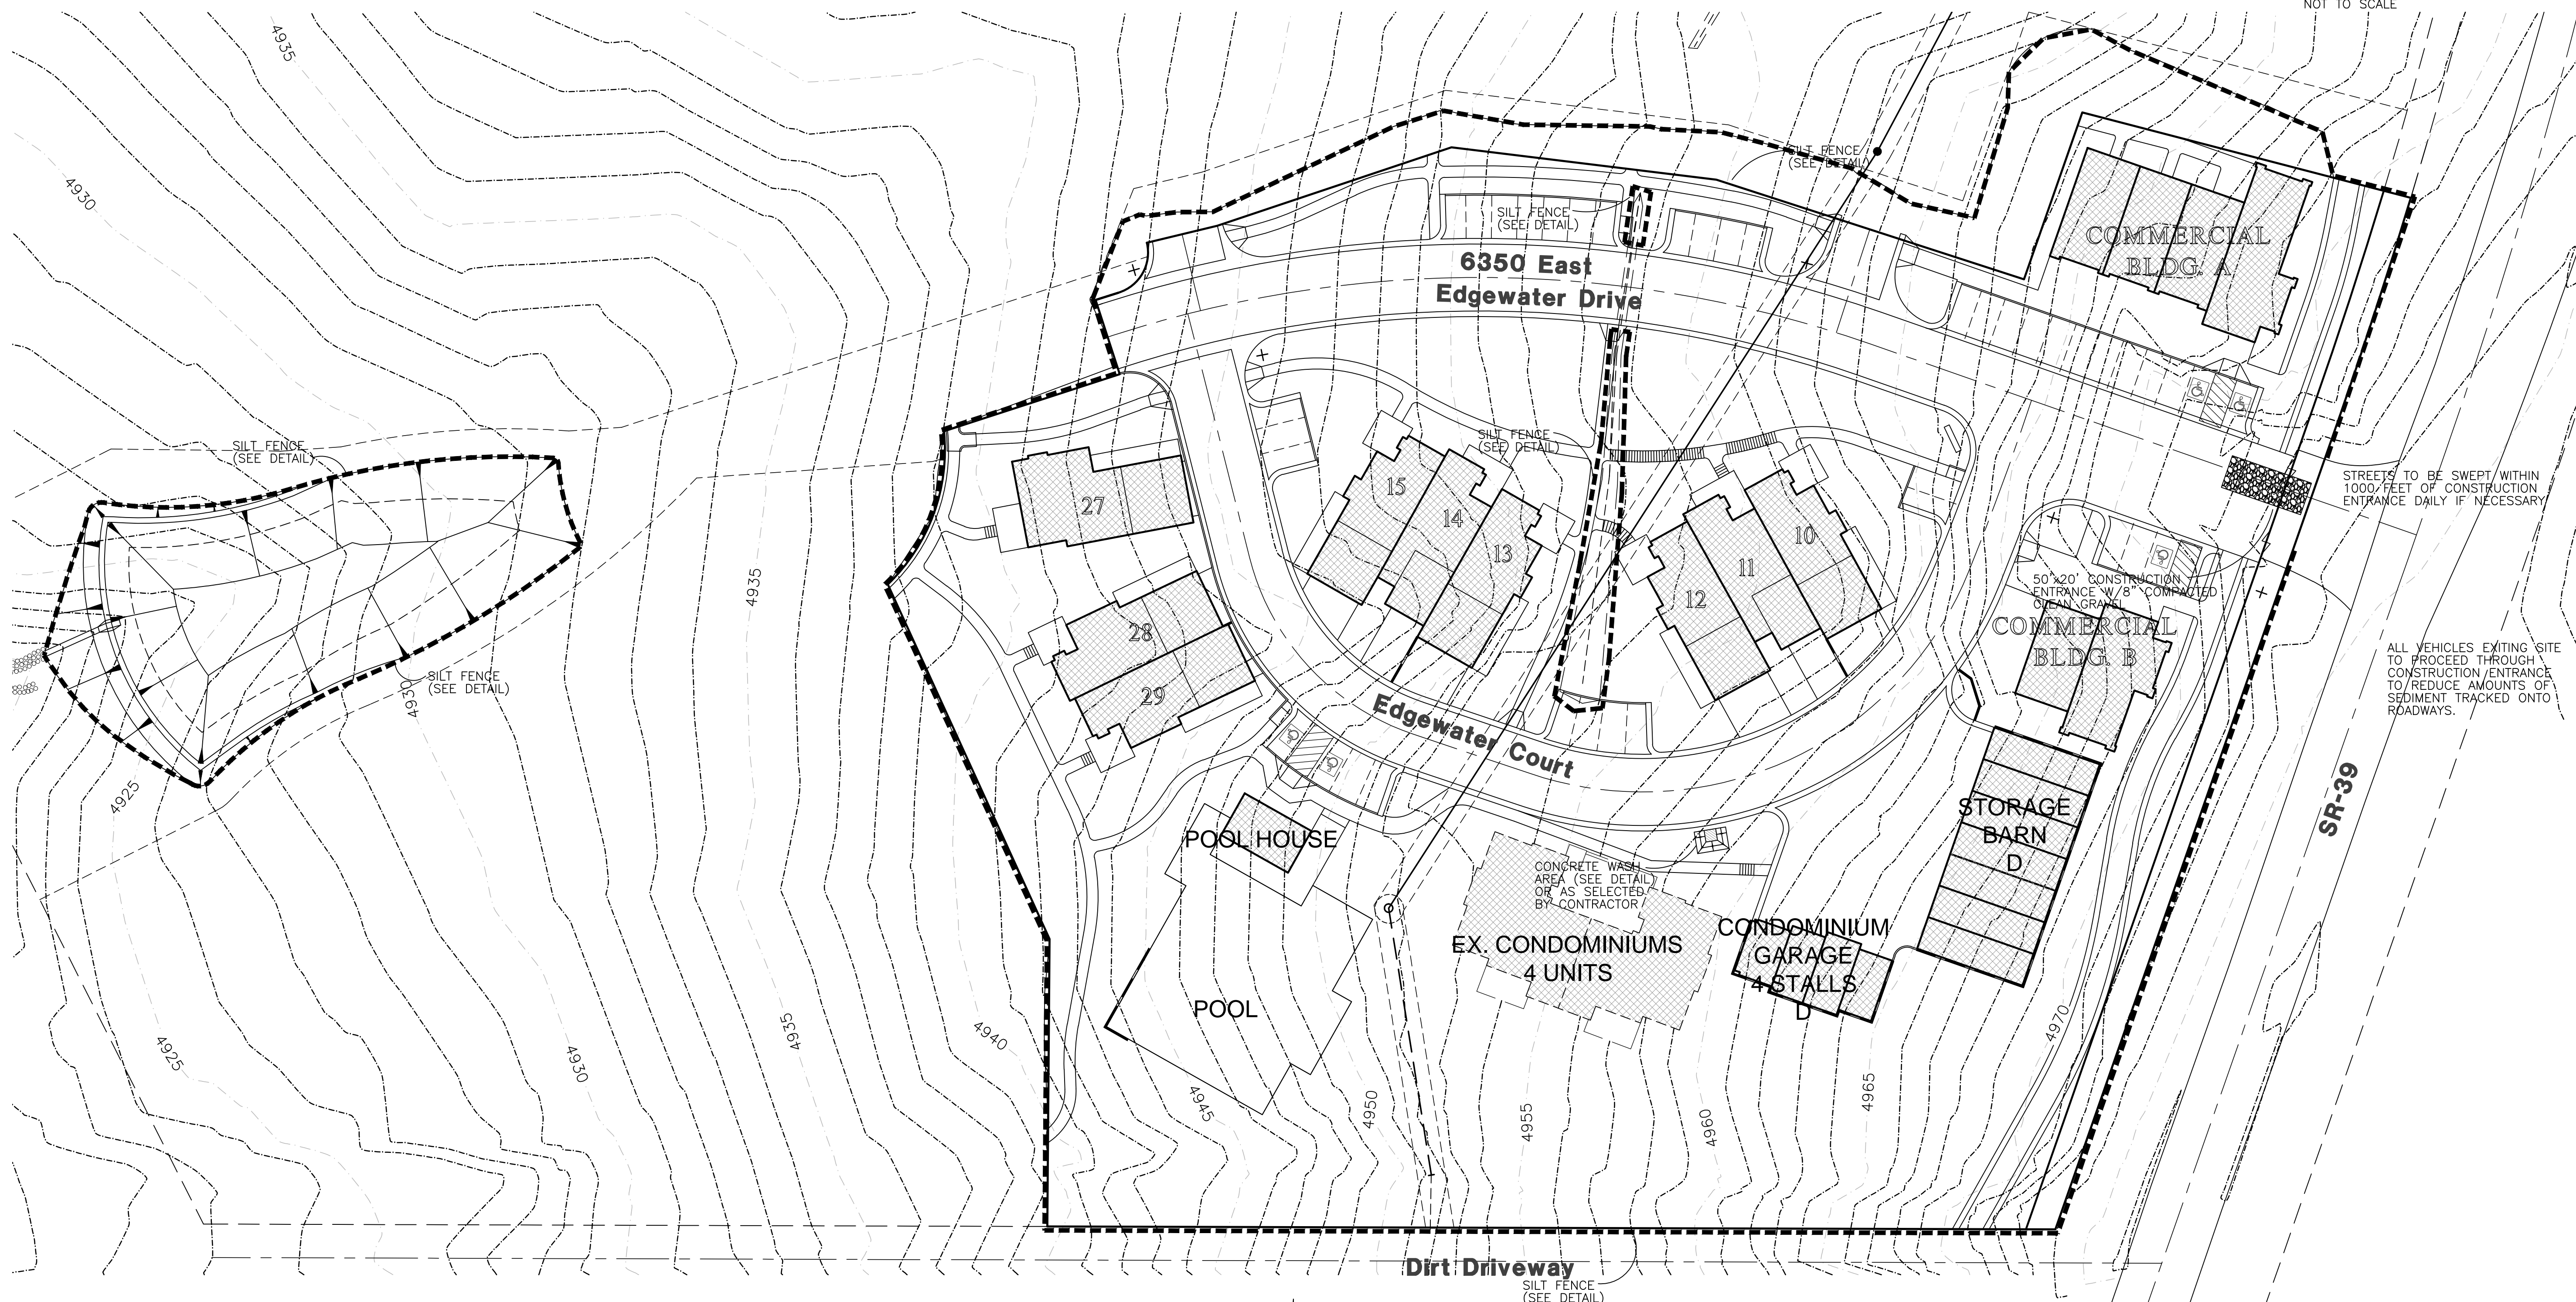 NOT TO SCALE
4935
4930
SILT FENCE
(SEE DETAIL)
SILT FENCE
(SEE DETAIL)
COMMERCIAL
BLDG. A
6350 East
Edgewater Drive
SILT FENCE
(SEE DETAIL)
SILT FENCE
(SEE DETAIL)
STREETS TO BE SWEPT WITHIN
1000 FEET OF CONSTRUCTION
ENTRANCE DAILY IF NECESSARY
27
15
14
13
12
11
10
4935
50'x20' CONSTRUCTION
ENTRANCE W/8" COMPACTED
CLEAN GRAVEL
COMMERCIAL
BLDG. B
28
29
ALL VEHICLES EXITING SITE
TO PROCEED THROUGH
CONSTRUCTION ENTRANCE
TO REDUCE AMOUNTS OF
SEDIMENT TRACKED ONTO
ROADWAYS.
SILT FENCE
(SEE DETAIL)
4930
4925
Edgewater Court
SR-39
STORAGE
BARN
D
POOL HOUSE
CONCRETE WASH
AREA (SEE DETAIL)
OR AS SELECTED
BY CONTRACTOR
EX. CONDOMINIUMS
4 UNITS
CONDOMINIUM
GARAGE
4 STALLS
D
POOL
4925
4930
4935
4940
4945
4950
4955
4960
4965
4970
Dirt Driveway
SILT FENCE
(SEE DETAIL)